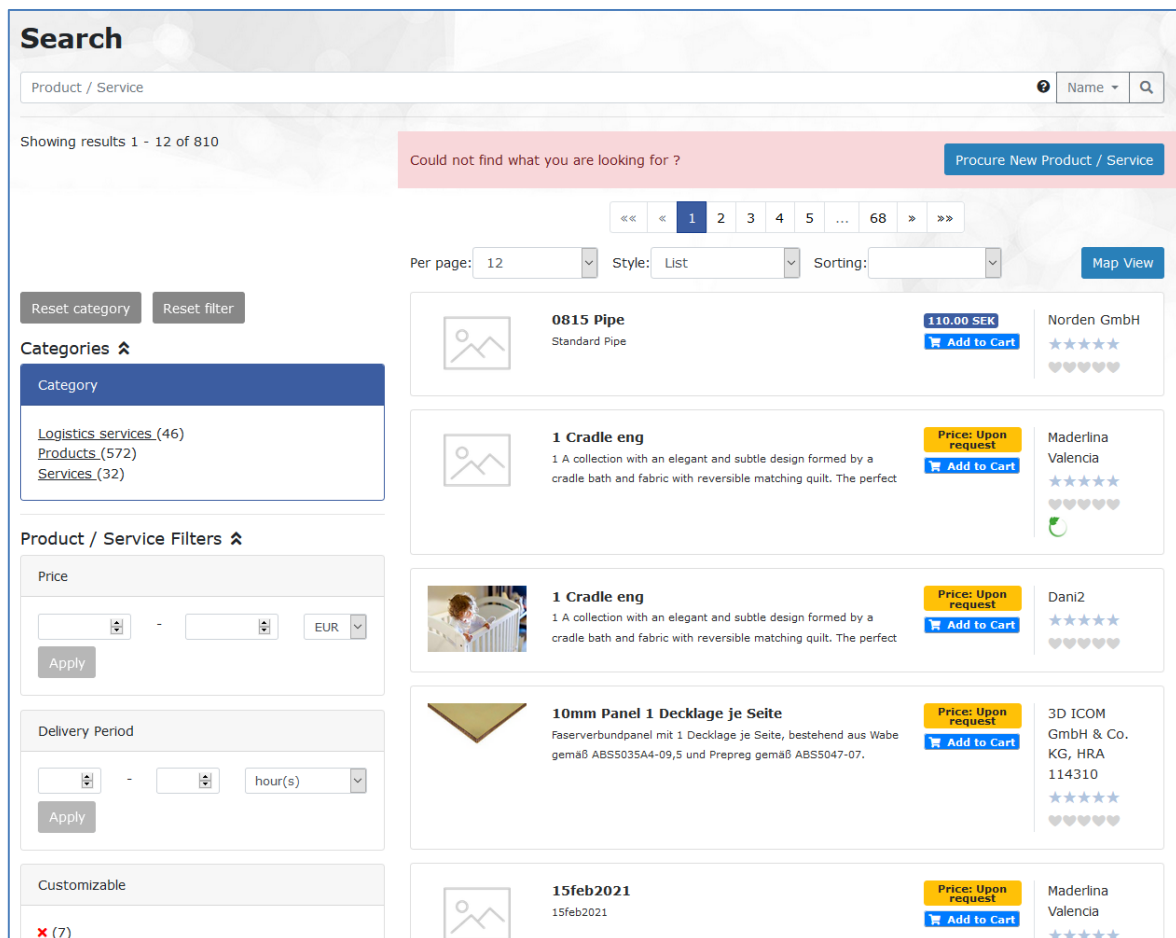 Search
Product / Service
Name
Showing results 1 - 12 of 810
Could not find what you are looking for ?
Procure New Product / Service
«« « 1 2 3 4 5 ... 68 » »»
Per page: 12 Style: List Sorting:
Map View
Reset category Reset filter
Categories
Category
Logistics services (46)
Products (572)
Services (32)
Product / Service Filters
Price
- EUR
Apply
Delivery Period
- hour(s)
Apply
Customizable
(7)
0815 Pipe
Standard Pipe
110.00 SEK
Add to Cart
Norden GmbH
1 Cradle eng
1 A collection with an elegant and subtle design formed by a
cradle bath and fabric with reversible matching quilt. The perfect
Price: Upon
request
Add to Cart
Maderlina
Valencia
1 Cradle eng
1 A collection with an elegant and subtle design formed by a
cradle bath and fabric with reversible matching quilt. The perfect
Price: Upon
request
Add to Cart
Dani2
10mm Panel 1 Decklage je Seite
Faserverbundpanel mit 1 Decklage je Seite, bestehend aus Wabe
gemäß ABS5035A4-09,5 und Prepreg gemäß ABS5047-07.
Price: Upon
request
Add to Cart
3D ICOM
GmbH & Co.
KG, HRA
114310
15feb2021
15feb2021
Price: Upon
request
Add to Cart
Maderlina
Valencia